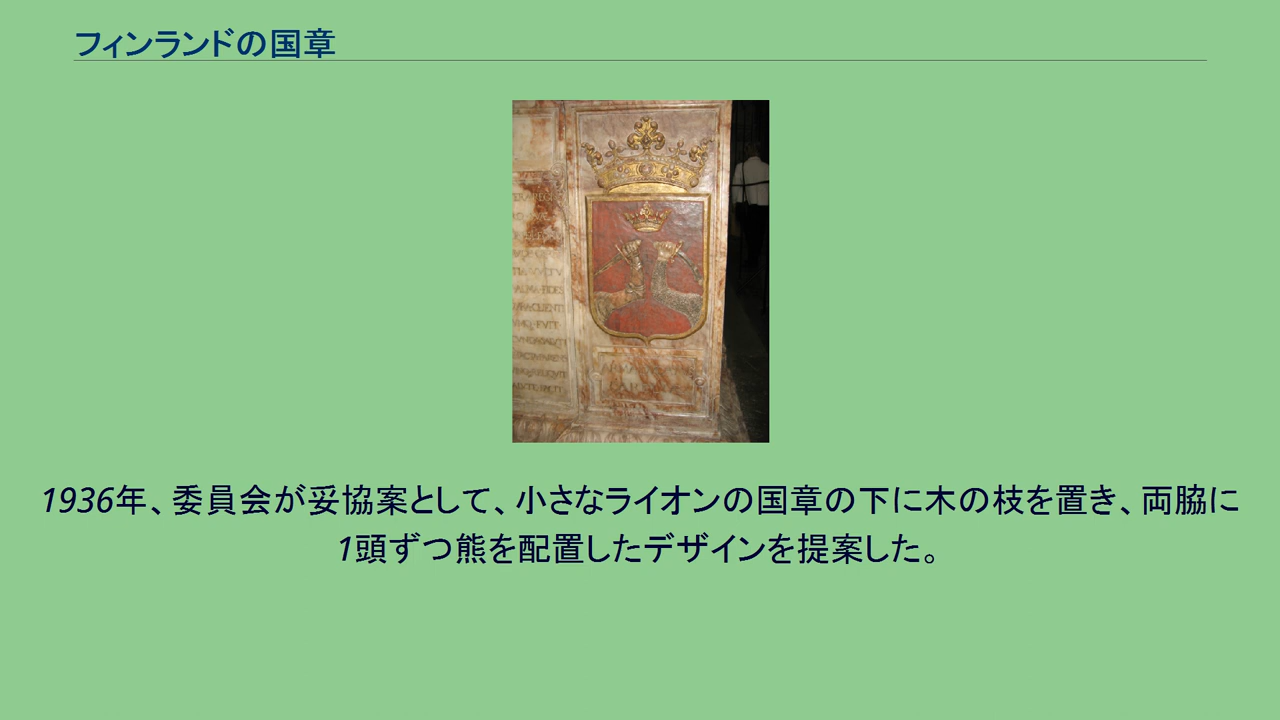 フィンランドの国章
1936年、委員会が妥協案として、小さなライオンの国章の下に木の枝を置き、両脇に
1頭ずつ熊を配置したデザインを提案した。